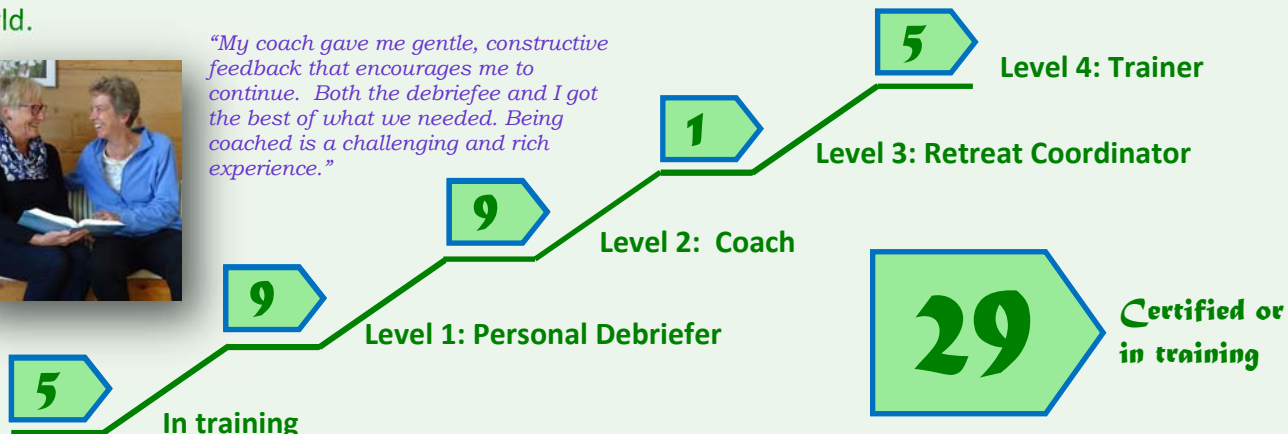 “My coach gave me gentle, constructive
feedback that encourages me to
continue.  Both the debriefee and I got
the best of what we needed. Being
coached is a challenging and rich
experience.”
5
Level 4: Trainer
1
Level 3: Retreat Coordinator
9
Level 2:  Coach
9
Level 1: Personal Debriefer
5
In training
29
Certified or
in training